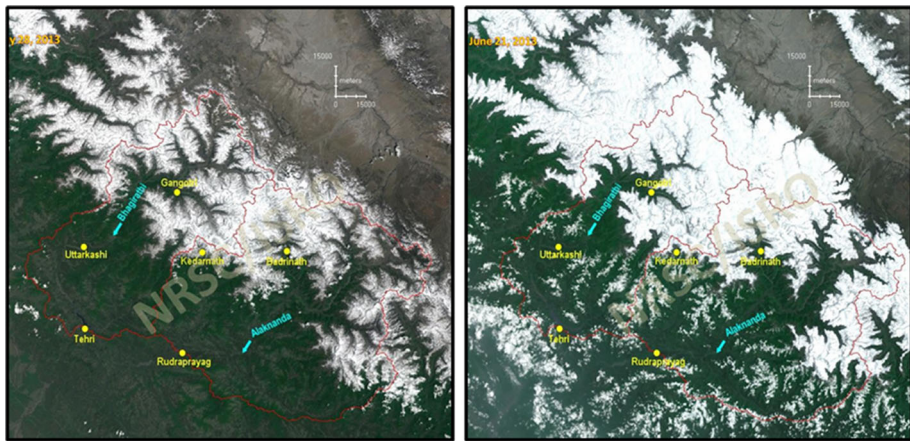 y 28, 2013
15000
meters
0 15000
Gangotri
Bhagirathi
Uttarkashi
Kedarnath
Badrinath
NRSC/ISRO
Alaknanda
Tehri
Rudraprayag
June 21, 2013
15000
meters
0 15000
Gangotri
Bhagirathi
Uttarkashi
Kedarnath
Badrinath
NRSC/ISRO
Alaknanda
Tehri
Rudraprayag